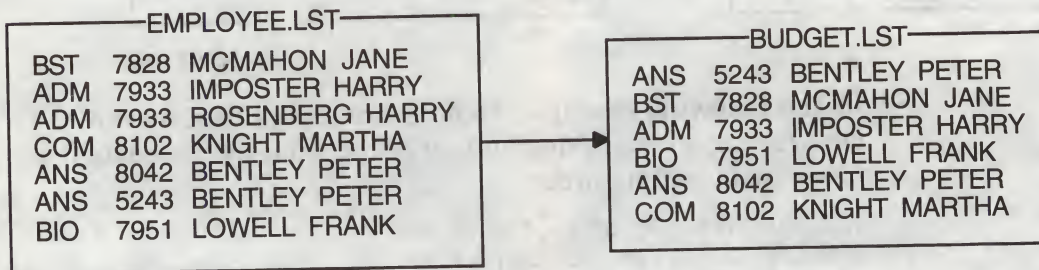 EMPLOYEE.LST
BST 7828 MCMAHON JANE
ADM 7933 IMPOSTER HARRY
ADM 7933 ROSENBERG HARRY
COM 8102 KNIGHT MARTHA
ANS 8042 BENTLEY PETER
ANS 5243 BENTLEY PETER
BIO 7951 LOWELL FRANK
BUDGET.LST
ANS 5243 BENTLEY PETER
BST 7828 MCMAHON JANE
ADM 7933 IMPOSTER HARRY
BIO 7951 LOWELL FRANK
ANS 8042 BENTLEY PETER
COM 8102 KNIGHT MARTHA